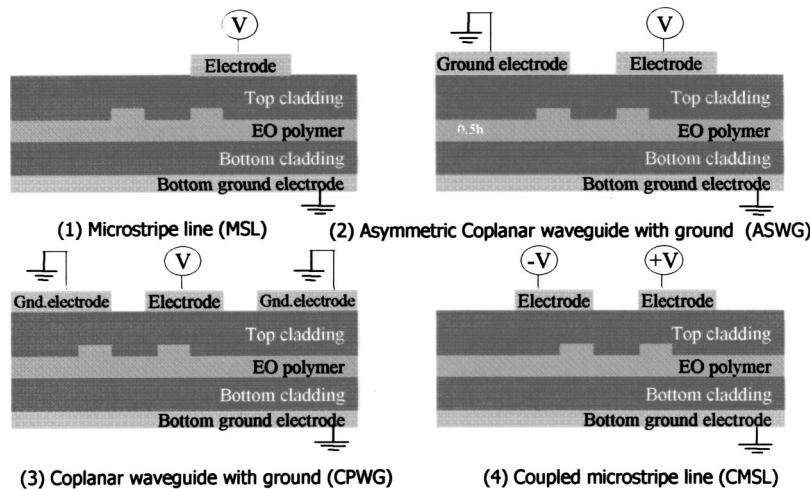 V
Electrode
Top cladding
EO polymer
Bottom cladding
Bottom ground electrode
(1) Microstripe line (MSL)
V
Ground electrode
Electrode
Top cladding
0.5h
EO polymer
Bottom cladding
Bottom ground electrode
(2) Asymmetric Coplanar waveguide with ground (ASWG)
V
Gnd.electrode
Electrode
Gnd.electrode
Top cladding
EO polymer
Bottom cladding
Bottom ground electrode
(3) Coplanar waveguide with ground (CPWG)
-V
+V
Electrode
Electrode
Top cladding
EO polymer
Bottom cladding
Bottom ground electrode
(4) Coupled microstripe line (CMSL)